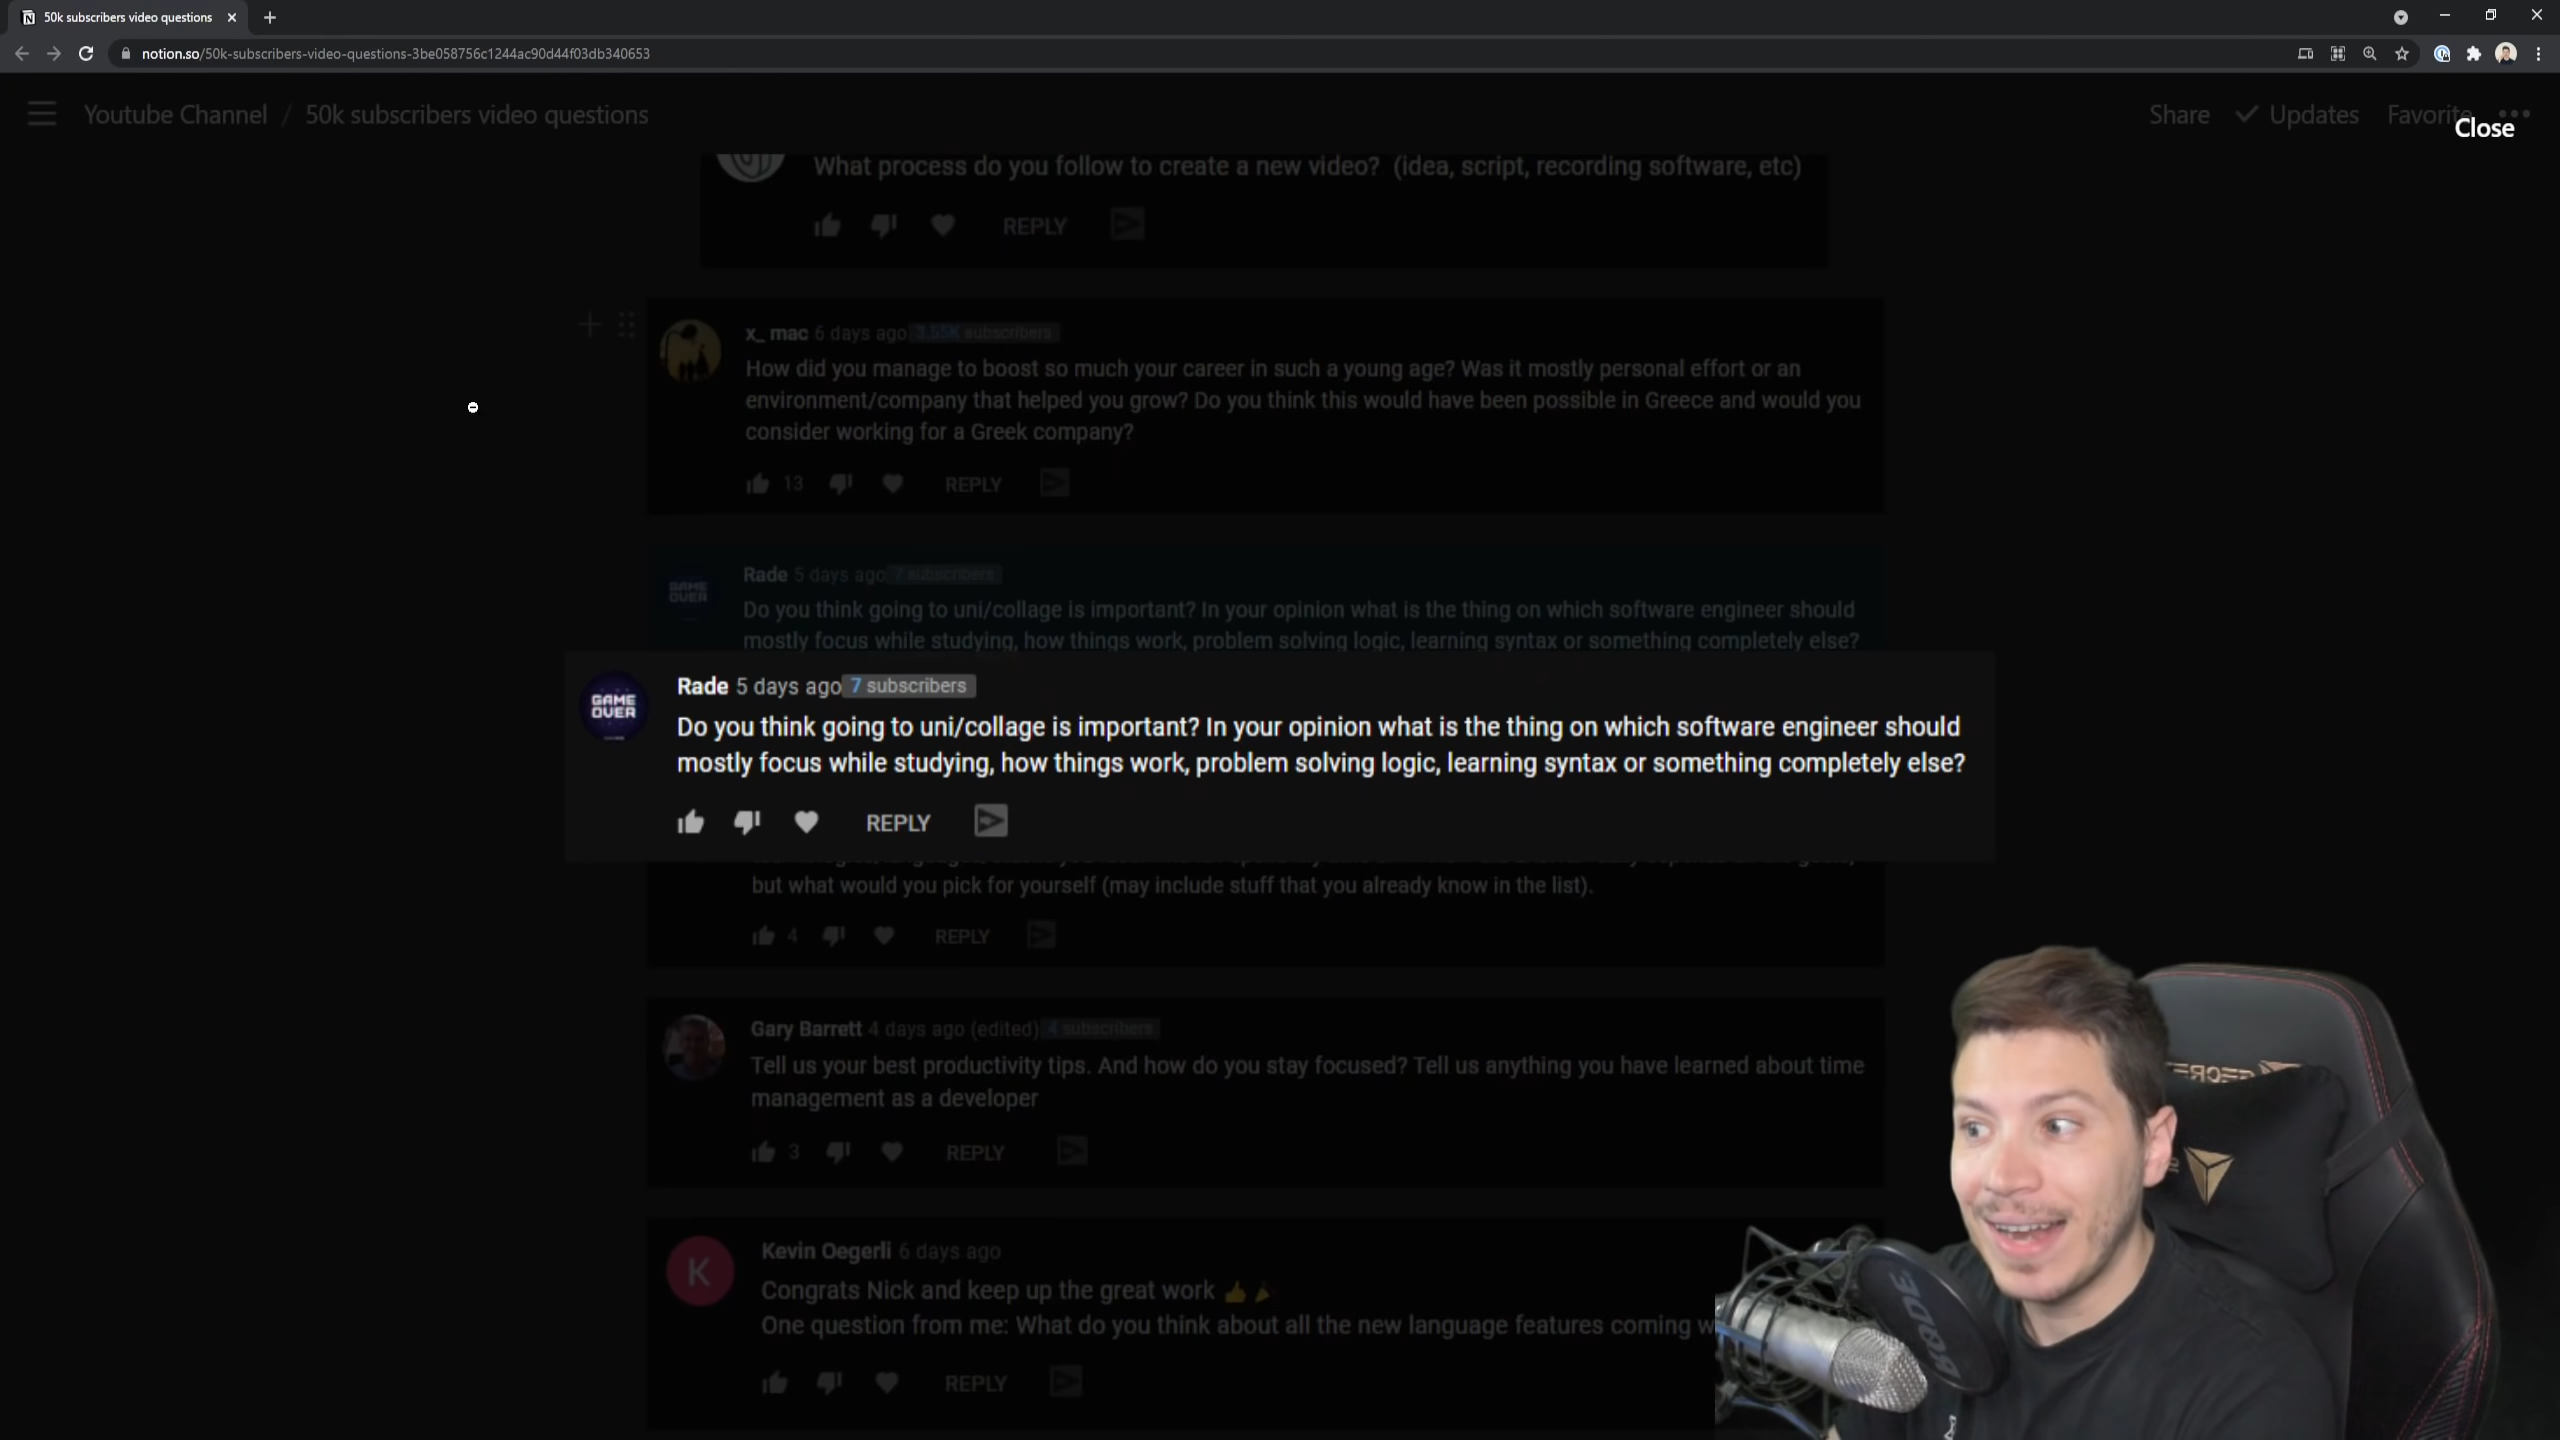 50k subscribers video questions
notion.so/50k-subscribers-video-questions-3be058756c1244ac90d44f03db340653
Youtube Channel / 50k subscribers video questions
Share Updates Favorite
Close
What process do you follow to create a new video? (idea, script, recording software, etc)
REPLY
x_ mac 6 days ago 3.55K subscribers
How did you manage to boost so much your career in such a young age? Was it mostly personal effort or an
environment/company that helped you grow? Do you think this would have been possible in Greece and would you
consider working for a Greek company?
13 REPLY
GAME
OVER
Rade 5 days ago 7 subscribers
Do you think going to uni/collage is important? In your opinion what is the thing on which software engineer should
mostly focus while studying, how things work, problem solving logic, learning syntax or something completely else?
GAME
OVER
Rade 5 days ago 7 subscribers
Do you think going to uni/collage is important? In your opinion what is the thing on which software engineer should
mostly focus while studying, how things work, problem solving logic, learning syntax or something completely else?
REPLY
but what would you pick for yourself (may include stuff that you already know in the list).
4 REPLY
Gary Barrett 4 days ago (edited) 4 subscribers
Tell us your best productivity tips. And how do you stay focused? Tell us anything you have learned about time
management as a developer
3 REPLY
K
Kevin Oegerli 6 days ago
Congrats Nick and keep up the great work 👍 🎉
One question from me: What do you think about all the new language features coming
REPLY
RODE